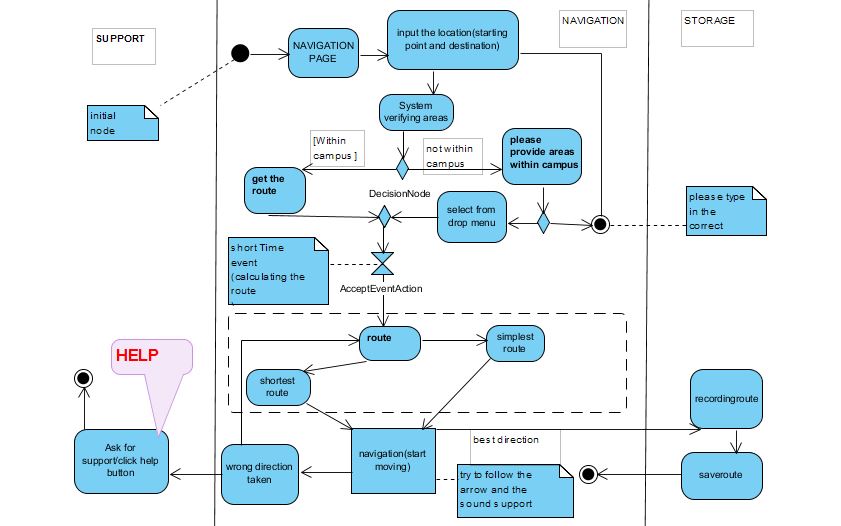 SUPPORT
NAVIGATION
STORAGE
NAVIGATION
PAGE
input the location(starting
point and destination)
initial
node
System
verifying areas
[Within
campus ]
not within
campus
please
provide areas
within campus
get the
route
DecisionNode
select from
drop menu
please type
in the
correct
short Time
event
(calculating the
route
AcceptEventAction
route
simplest
route
shortest
route
HELP
recordingroute
Ask for
support/click help
button
wrong direction
taken
navigation(start
moving)
best direction
try to follow the
arrow and the
sound support
saveroute